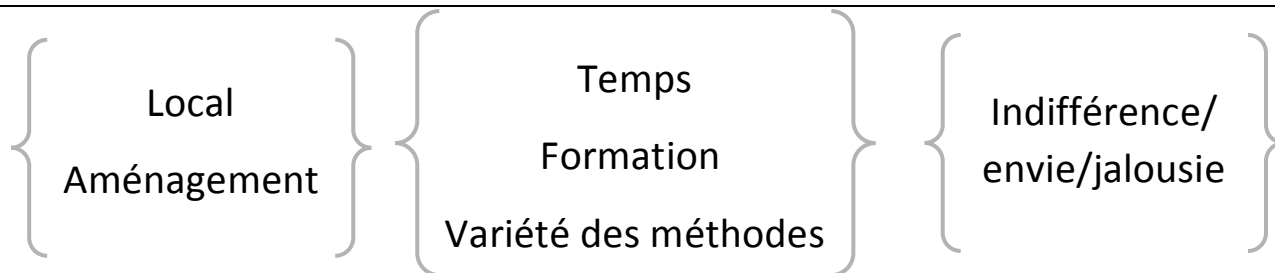 Local
Aménagement
Temps
Formation
Variété des méthodes
Indifférence/
envie/jalousie